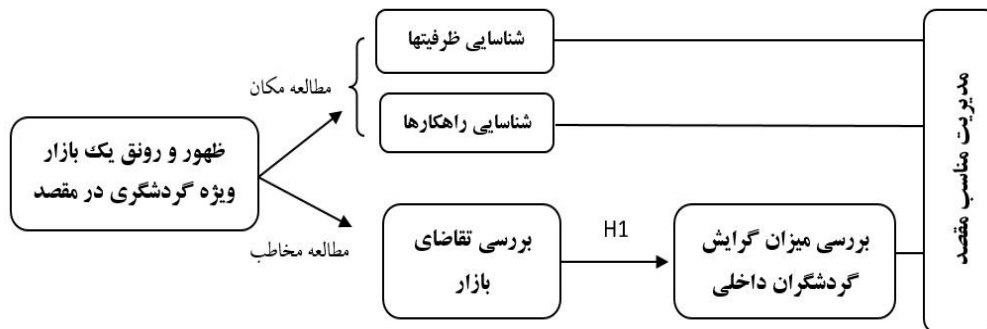 شناسایی ظرفیتها
مطالعه مکان
شناسایی راهکارها
ظهور و رونق یک بازار
ویژه گردشگری در مقصد
مطالعه مخاطب
بررسی تقاضای
بازار
H1
بررسی میزان گرایش
گردشگران داخلی
مدیریت مناسب مقصد